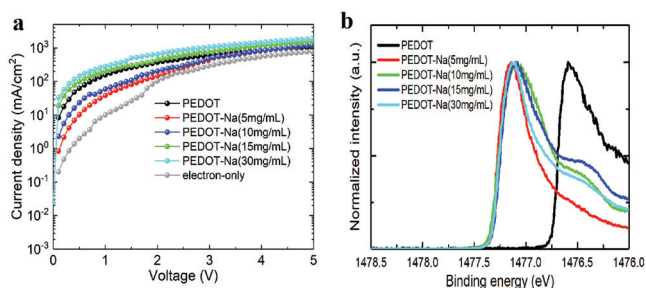 a
Current density (mA/cm²)
10³
10²
10¹
10⁰
10⁻¹
10⁻²
10⁻³
PEDOT
PEDOT-Na(5mg/mL)
PEDOT-Na(10mg/mL)
PEDOT-Na(15mg/mL)
PEDOT-Na(30mg/mL)
electron-only
0 1 2 3 4 5
Voltage (V)
b
Normalized intensity (a.u.)
PEDOT
PEDOT-Na(5mg/mL)
PEDOT-Na(10mg/mL)
PEDOT-Na(15mg/mL)
PEDOT-Na(30mg/mL)
1478.5 1478.0 1477.5 1477.0 1476.5 1476.0
Binding energy (eV)